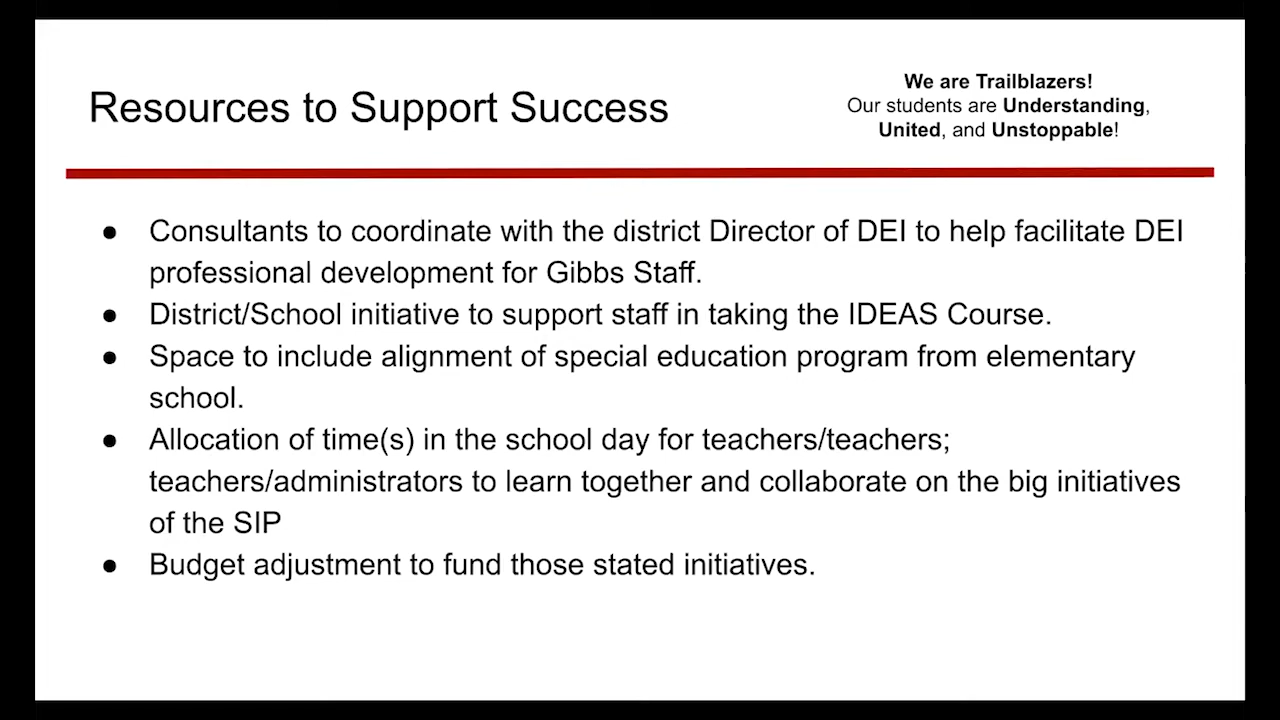 Resources to Support Success
We are Trailblazers!
Our students are Understanding,
United, and Unstoppable!
● Consultants to coordinate with the district Director of DEI to help facilitate DEI
professional development for Gibbs Staff.
● District/School initiative to support staff in taking the IDEAS Course.
● Space to include alignment of special education program from elementary
school.
● Allocation of time(s) in the school day for teachers/teachers;
teachers/administrators to learn together and collaborate on the big initiatives
of the SIP
● Budget adjustment to fund those stated initiatives.